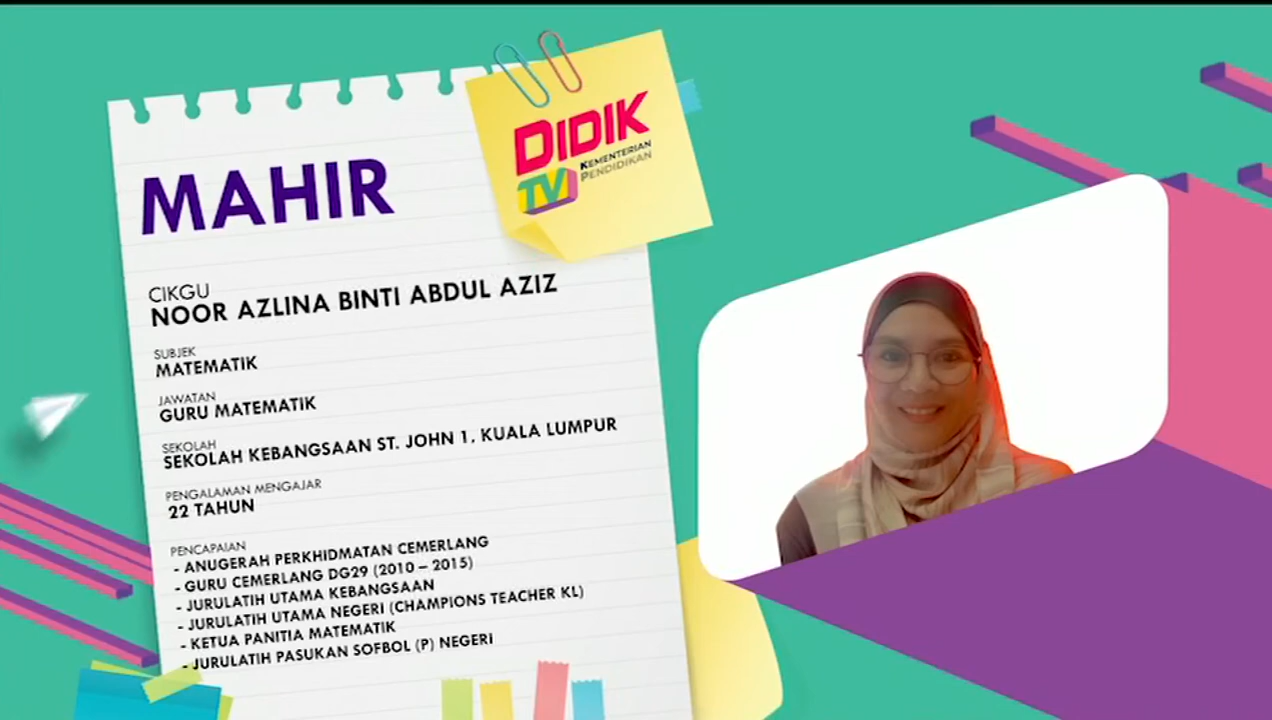 DIDIK
TV
KEMENTERIAN
PENDIDIKAN
MAHIR
CIKGU
NOOR AZLINA BINTI ABDUL AZIZ
SUBJEK
MATEMATIK
JAWATAN
GURU MATEMATIK
SEKOLAH
SEKOLAH KEBANGSAAN ST. JOHN 1, KUALA LUMPUR
PENGALAMAN MENGAJAR
22 TAHUN
PENCAPAIAN
- ANUGERAH PERKHIDMATAN CEMERLANG
- GURU CEMERLANG DG29 (2010 – 2015)
- JURULATIH UTAMA KEBANGSAAN
- JURULATIH UTAMA NEGERI (CHAMPIONS TEACHER KL)
- KETUA PANITIA MATEMATIK
- JURULATIH PASUKAN SOFBOL (P) NEGERI